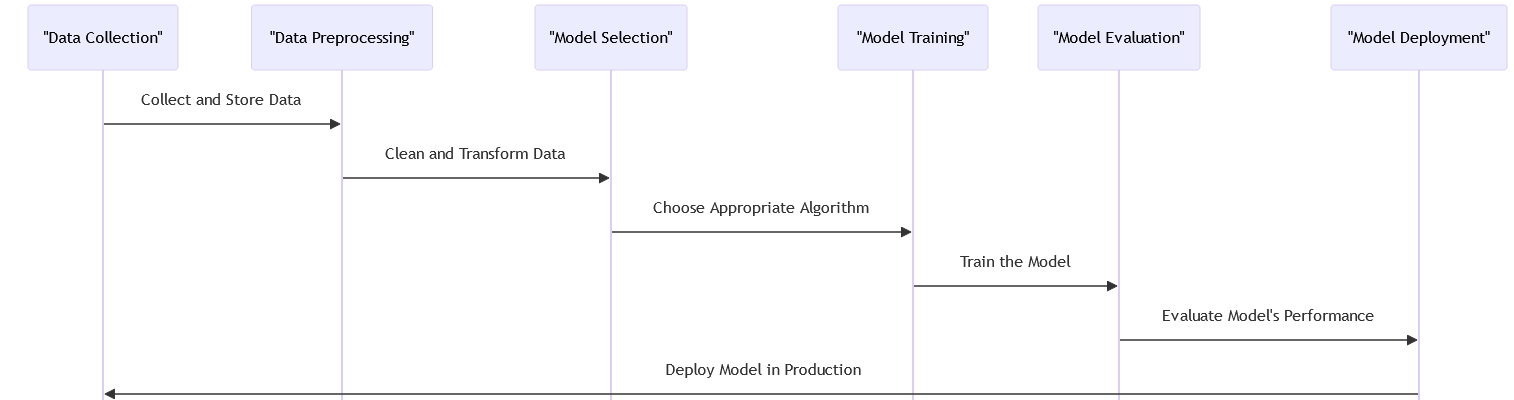 "Data Collection"
"Data Preprocessing"
"Model Selection"
"Model Training"
"Model Evaluation"
"Model Deployment"
Collect and Store Data
Clean and Transform Data
Choose Appropriate Algorithm
Train the Model
Evaluate Model's Performance
Deploy Model in Production